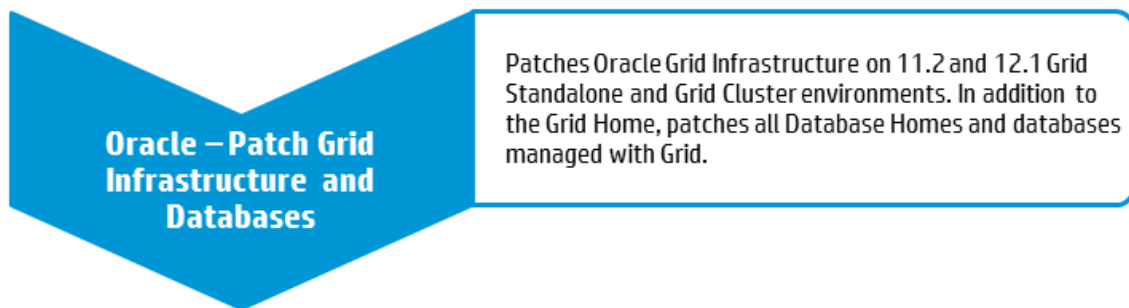 Oracle – Patch Grid
Infrastructure and
Databases
Patches Oracle Grid Infrastructure on 11.2 and 12.1 Grid
Standalone and Grid Cluster environments. In addition to
the Grid Home, patches all Database Homes and databases
managed with Grid.